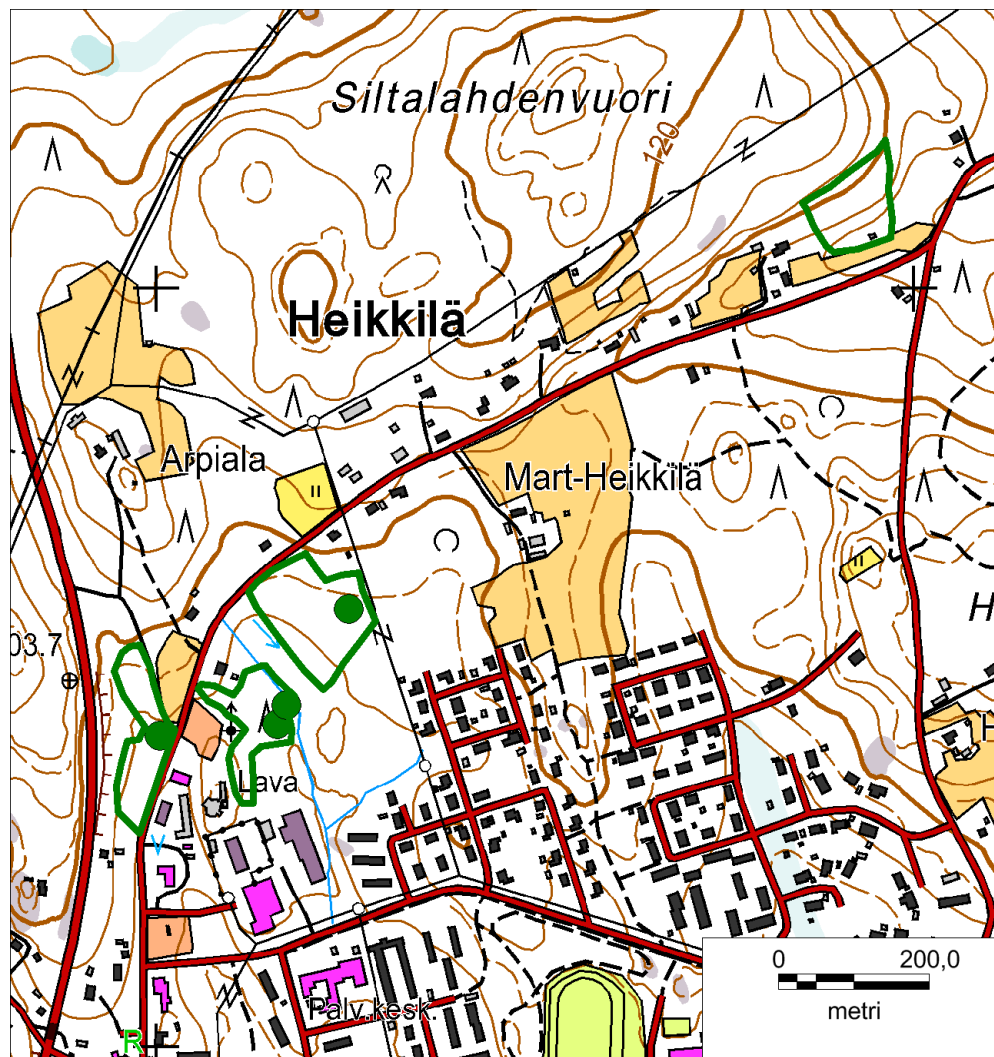 Siltalahdenvuori
120
Heikkilä
Arpiala
Mart-Heikkilä
H
03.7
H
Lava
0 200,0
metri
Palv.kesk.
R